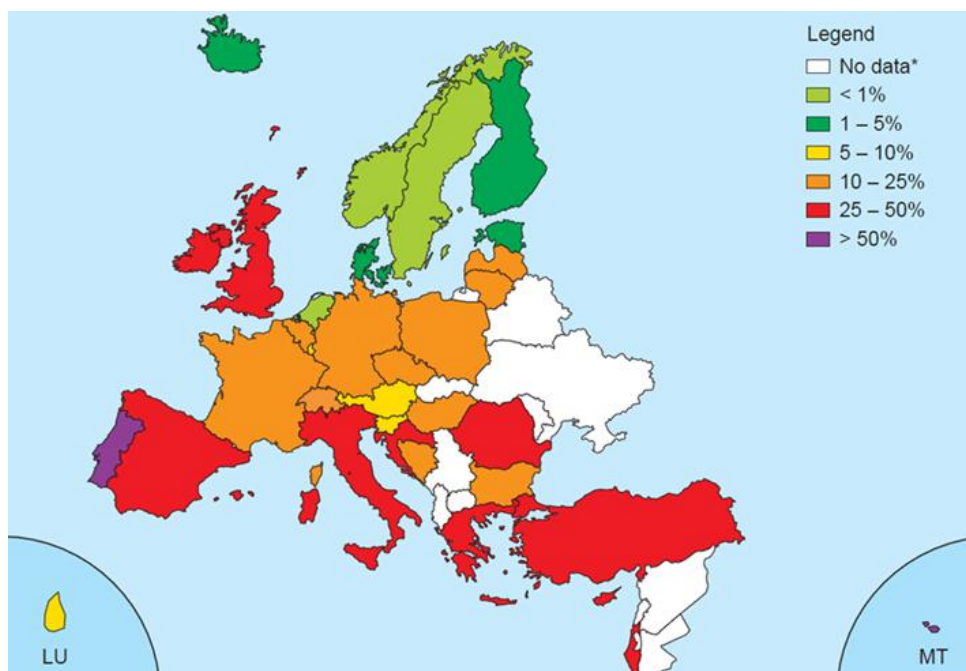 Legend
No data*
< 1%
1 – 5%
5 – 10%
10 – 25%
25 – 50%
> 50%
LU
MT